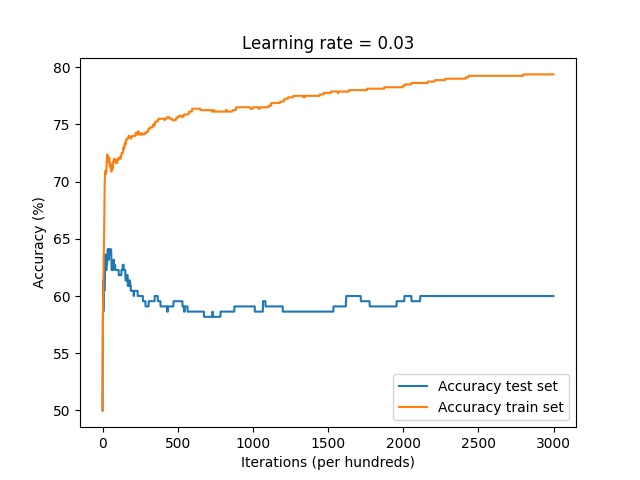 Learning rate = 0.03
Accuracy (%)
80
75
70
65
60
55
50
0 500 1000 1500 2000 2500 3000
Iterations (per hundreds)
Accuracy test set
Accuracy train set